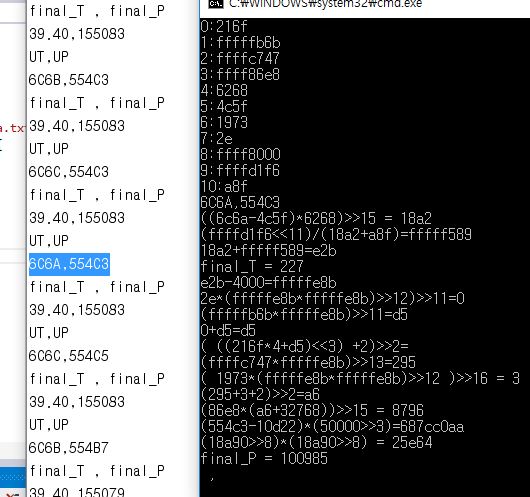 final_T , final_P
39.40,155083
UT,UP
6C6B,554C3
final_T , final_P
39.40,155083
UT,UP
6C6C,554C3
final_T , final_P
39.40,155083
UT,UP
6C6A,554C3
final_T , final_P
39.40,155083
UT,UP
6C6C,554C5
final_T , final_P
39.40,155083
UT,UP
6C6B,554B7
final_T , final_P
39.40,155079
a.tx
C:₩WINDOWS₩system32₩cmd.exe
0:216f
1:fffffb6b
2:ffffc747
3:ffff86e8
4:6268
5:4c5f
6:1973
7:2e
8:ffff8000
9:ffffd1f6
10:a8f
6C6A,554C3
((6c6a-4c5f)*6268)>>15 = 18a2
(ffffd1f6<<11)/(18a2+a8f)=fffff589
18a2+fffff589=e2b
final_T = 227
e2b-4000=fffffe8b
2e*(fffffe8b*fffffe8b)>>12)>>11=0
(fffffb6b*fffffe8b)>>11=d5
0+d5=d5
( ((216f*4+d5)<<3) +2)>>2=
(ffffc747*fffffe8b)>>13=295
( 1973*(fffffe8b*fffffe8b)>>12 )>>16 = 3
(295+3+2)>>2=a6
(86e8*(a6+32768))>>15 = 8796
(554c3-10d22)*(50000>>3)=687cc0aa
(18a90>>8)*(18a90>>8) = 25e64
final_P = 100985